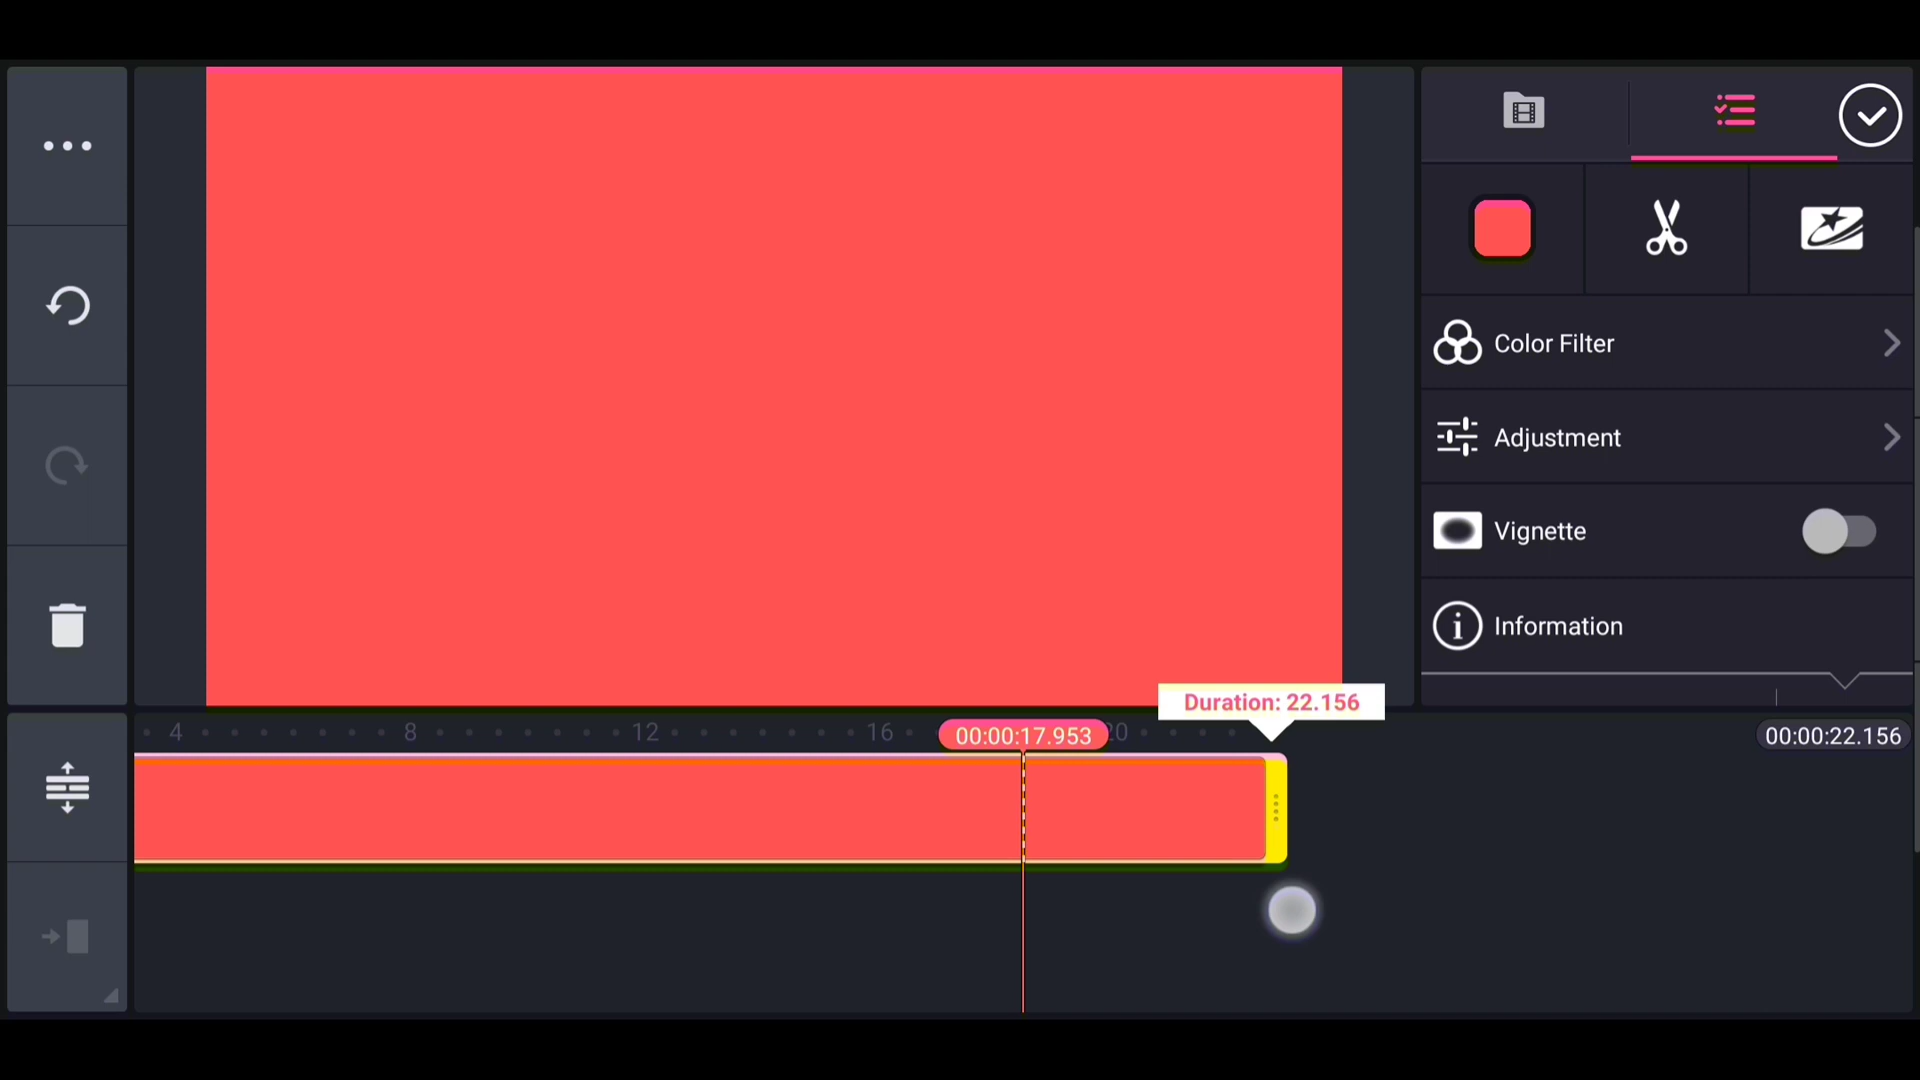 Color Filter
Adjustment
Vignette
Information
Duration: 22.156
4 8 12 16 00:00:17.953 20 00:00:22.156